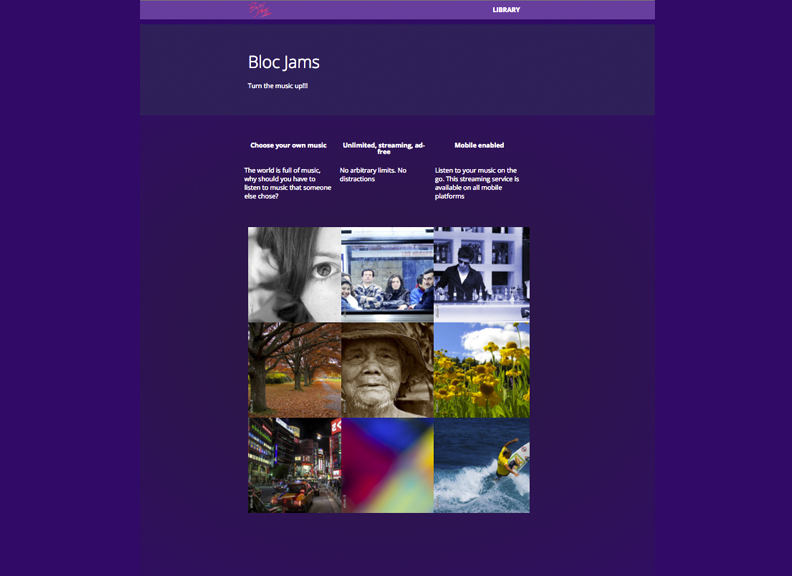 LIBRARY
Bloc Jams
Turn the music up!!!
Choose your own music
Unlimited, streaming, ad-
free
Mobile enabled
The world is full of music,
why should you have to
listen to music that someone
else chose?
No arbitrary limits. No
distractions
Listen to your music on the
go. This streaming service is
available on all mobile
platforms